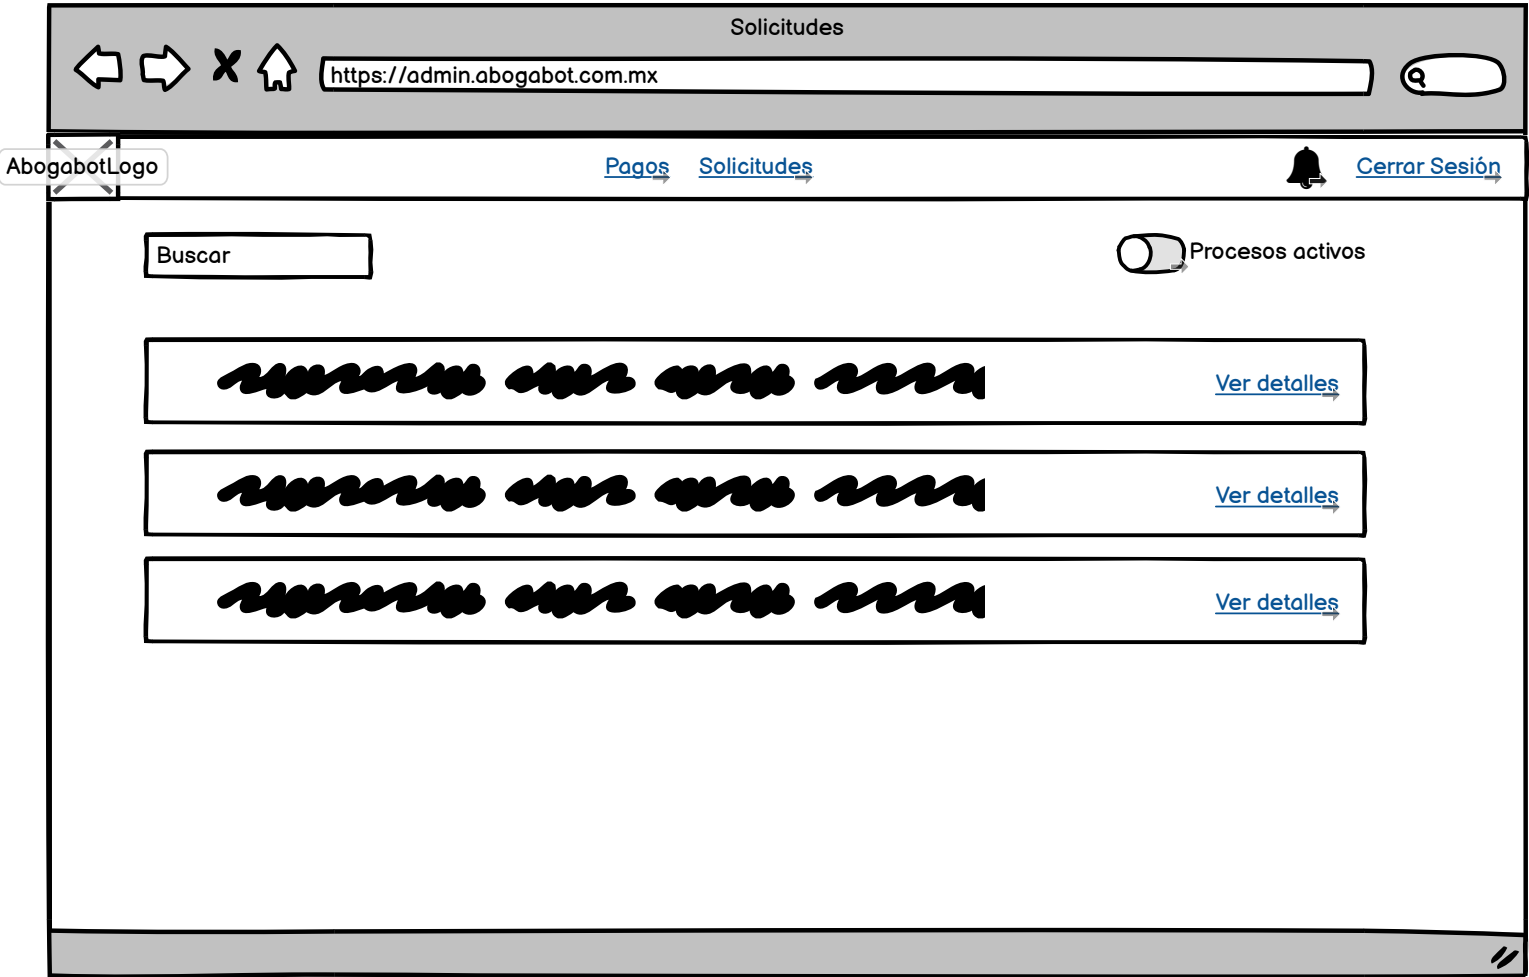 Solicitudes
https://admin.abogabot.com.mx
AbogabotLogo
Pagos
Solicitudes
Cerrar Sesión
Buscar
Procesos activos
Ver detalles
Ver detalles
Ver detalles